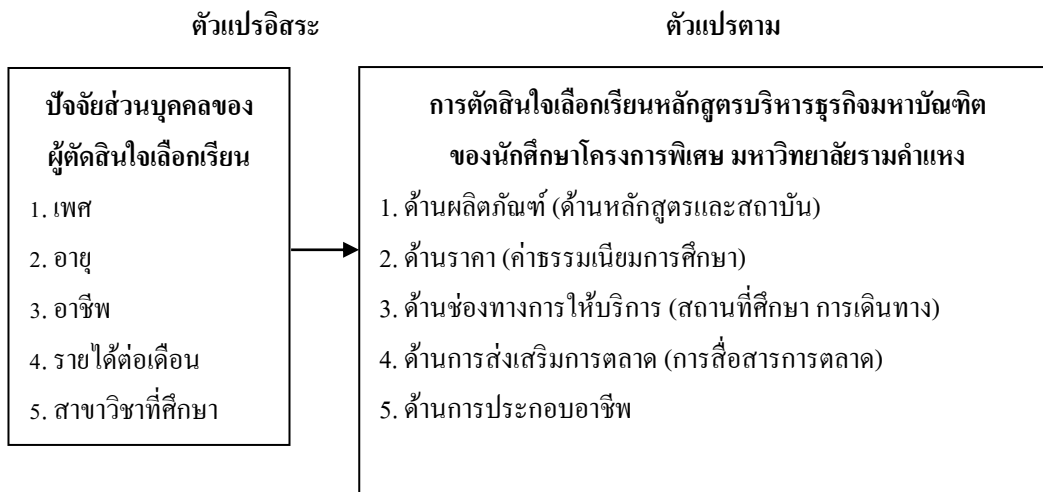 ตัวแปรอิสระ
ตัวแปรตาม
ปัจจัยส่วนบุคคลของ
ผู้ตัดสินใจเลือกเรียน
1. เพศ
2. อายุ
3. อาชีพ
4. รายได้ต่อเดือน
5. สาขาวิชาที่ศึกษา
การตัดสินใจเลือกเรียนหลักสูตรบริหารธุรกิจมหาบัณฑิต
ของนักศึกษาโครงการพิเศษ มหาวิทยาลัยรามคำแหง
1. ด้านผลิตภัณฑ์ (ด้านหลักสูตรและสถาบัน)
2. ด้านราคา (ค่าธรรมเนียมการศึกษา)
3. ด้านช่องทางการให้บริการ (สถานที่ศึกษา การเดินทาง)
4. ด้านการส่งเสริมการตลาด (การสื่อสารการตลาด)
5. ด้านการประกอบอาชีพ